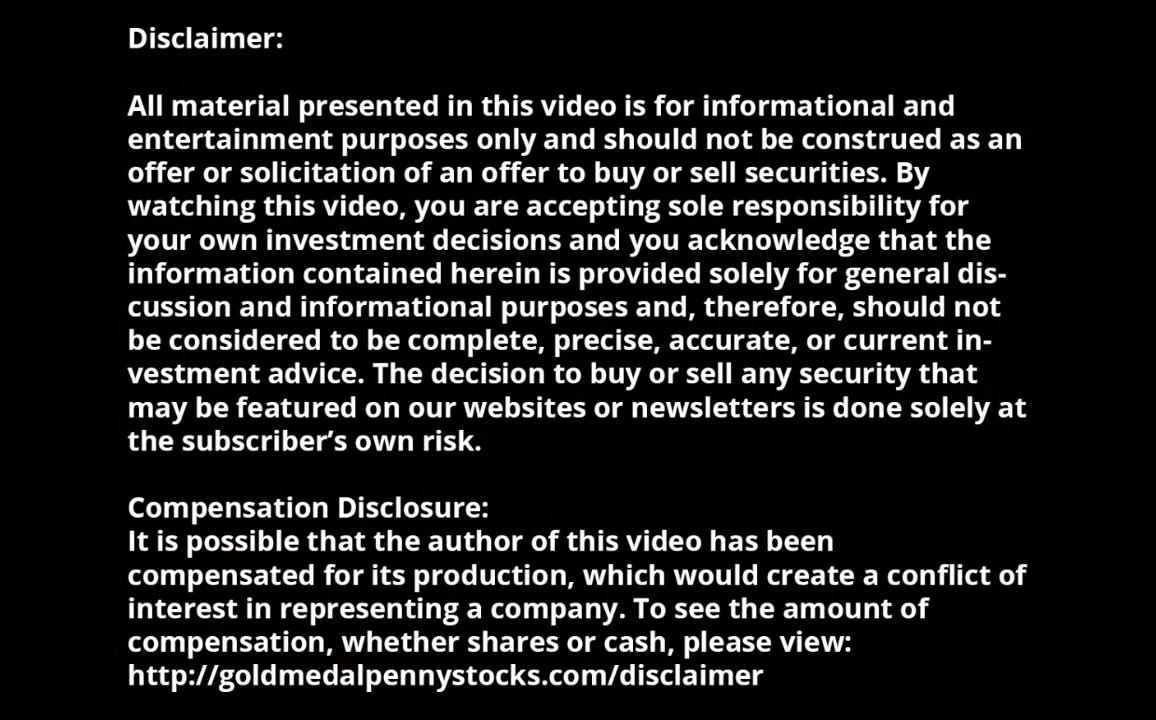 Disclaimer:
All material presented in this video is for informational and
entertainment purposes only and should not be construed as an
offer or solicitation of an offer to buy or sell securities. By
watching this video, you are accepting sole responsibility for
your own investment decisions and you acknowledge that the
information contained herein is provided solely for general dis-
cussion and informational purposes and, therefore, should not
be considered to be complete, precise, accurate, or current in-
vestment advice. The decision to buy or sell any security that
may be featured on our websites or newsletters is done solely at
the subscriber’s own risk.
Compensation Disclosure:
It is possible that the author of this video has been
compensated for its production, which would create a conflict of
interest in representing a company. To see the amount of
compensation, whether shares or cash, please view:
http://goldmedalpennystocks.com/disclaimer